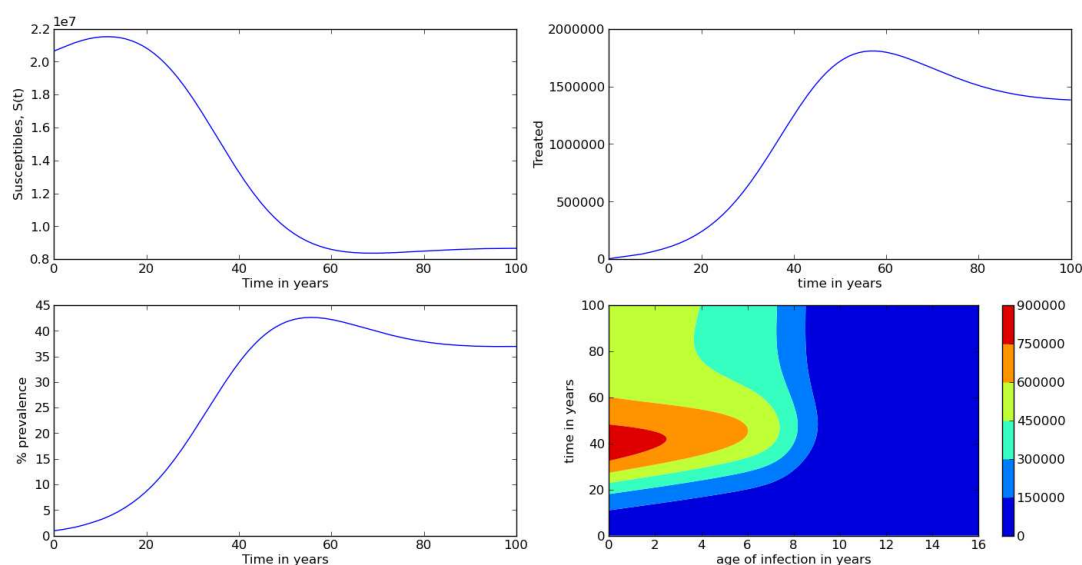 1e7
2.2
2.0
1.8
1.6
1.4
1.2
1.0
0.8
0 20 40 60 80 100
Time in years
Susceptibles, S(t)
2000000
1500000
1000000
500000
0
0 20 40 60 80 100
time in years
Treated
45
40
35
30
25
20
15
10
5
0
0 20 40 60 80 100
Time in years
% prevalence
100
80
60
40
20
0
0 2 4 6 8 10 12 14 16
age of infection in years
time in years
900000
750000
600000
450000
300000
150000
0